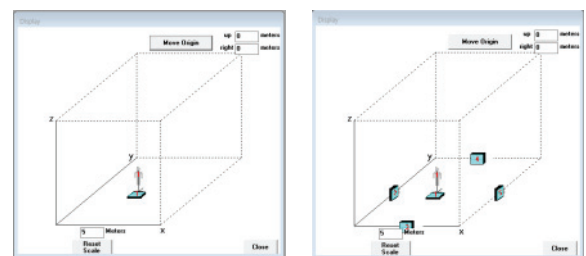 Display
Move Origin
up 0 meters
right 0 meters
z
y
x
5 Meters
Reset Scale
Close
Display
Move Origin
up 0 meters
right 0 meters
z
y
x
5 Meters
Reset Scale
Close